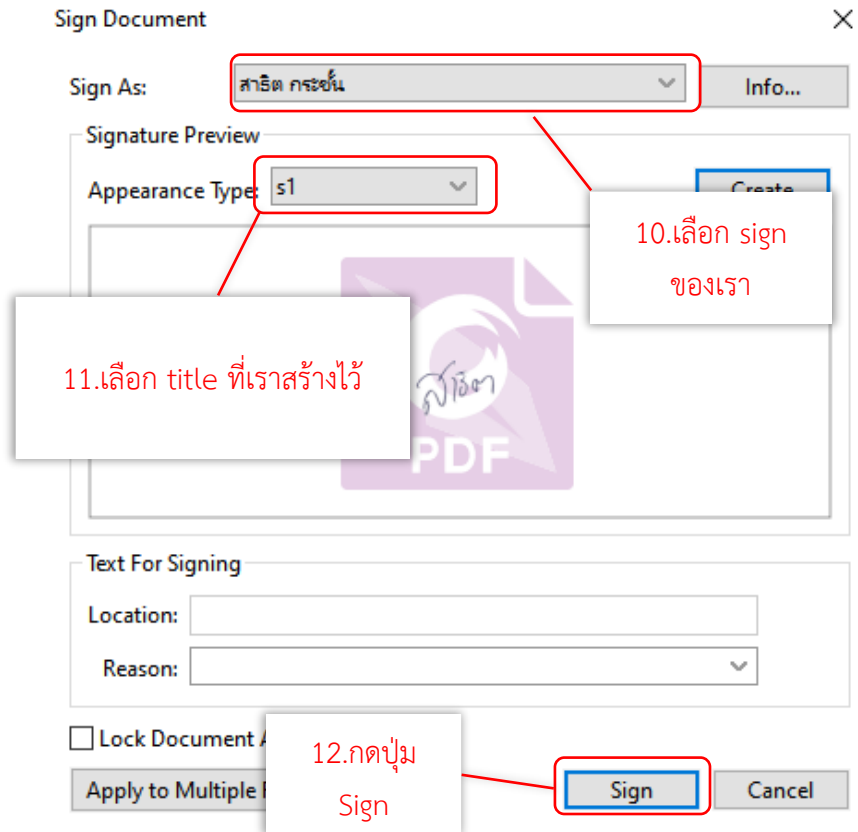 Sign Document
Sign As:
สาธิต กระชั้น
Info...
Signature Preview
Appearance Type:
s1
10.เลือก sign
ของเรา
11.เลือก title ที่เราสร้างไว้
PDF
Text For Signing
Location:
Reason:
Lock Document
12.กดปุ่ม
Sign
Apply to Multiple
Sign
Cancel